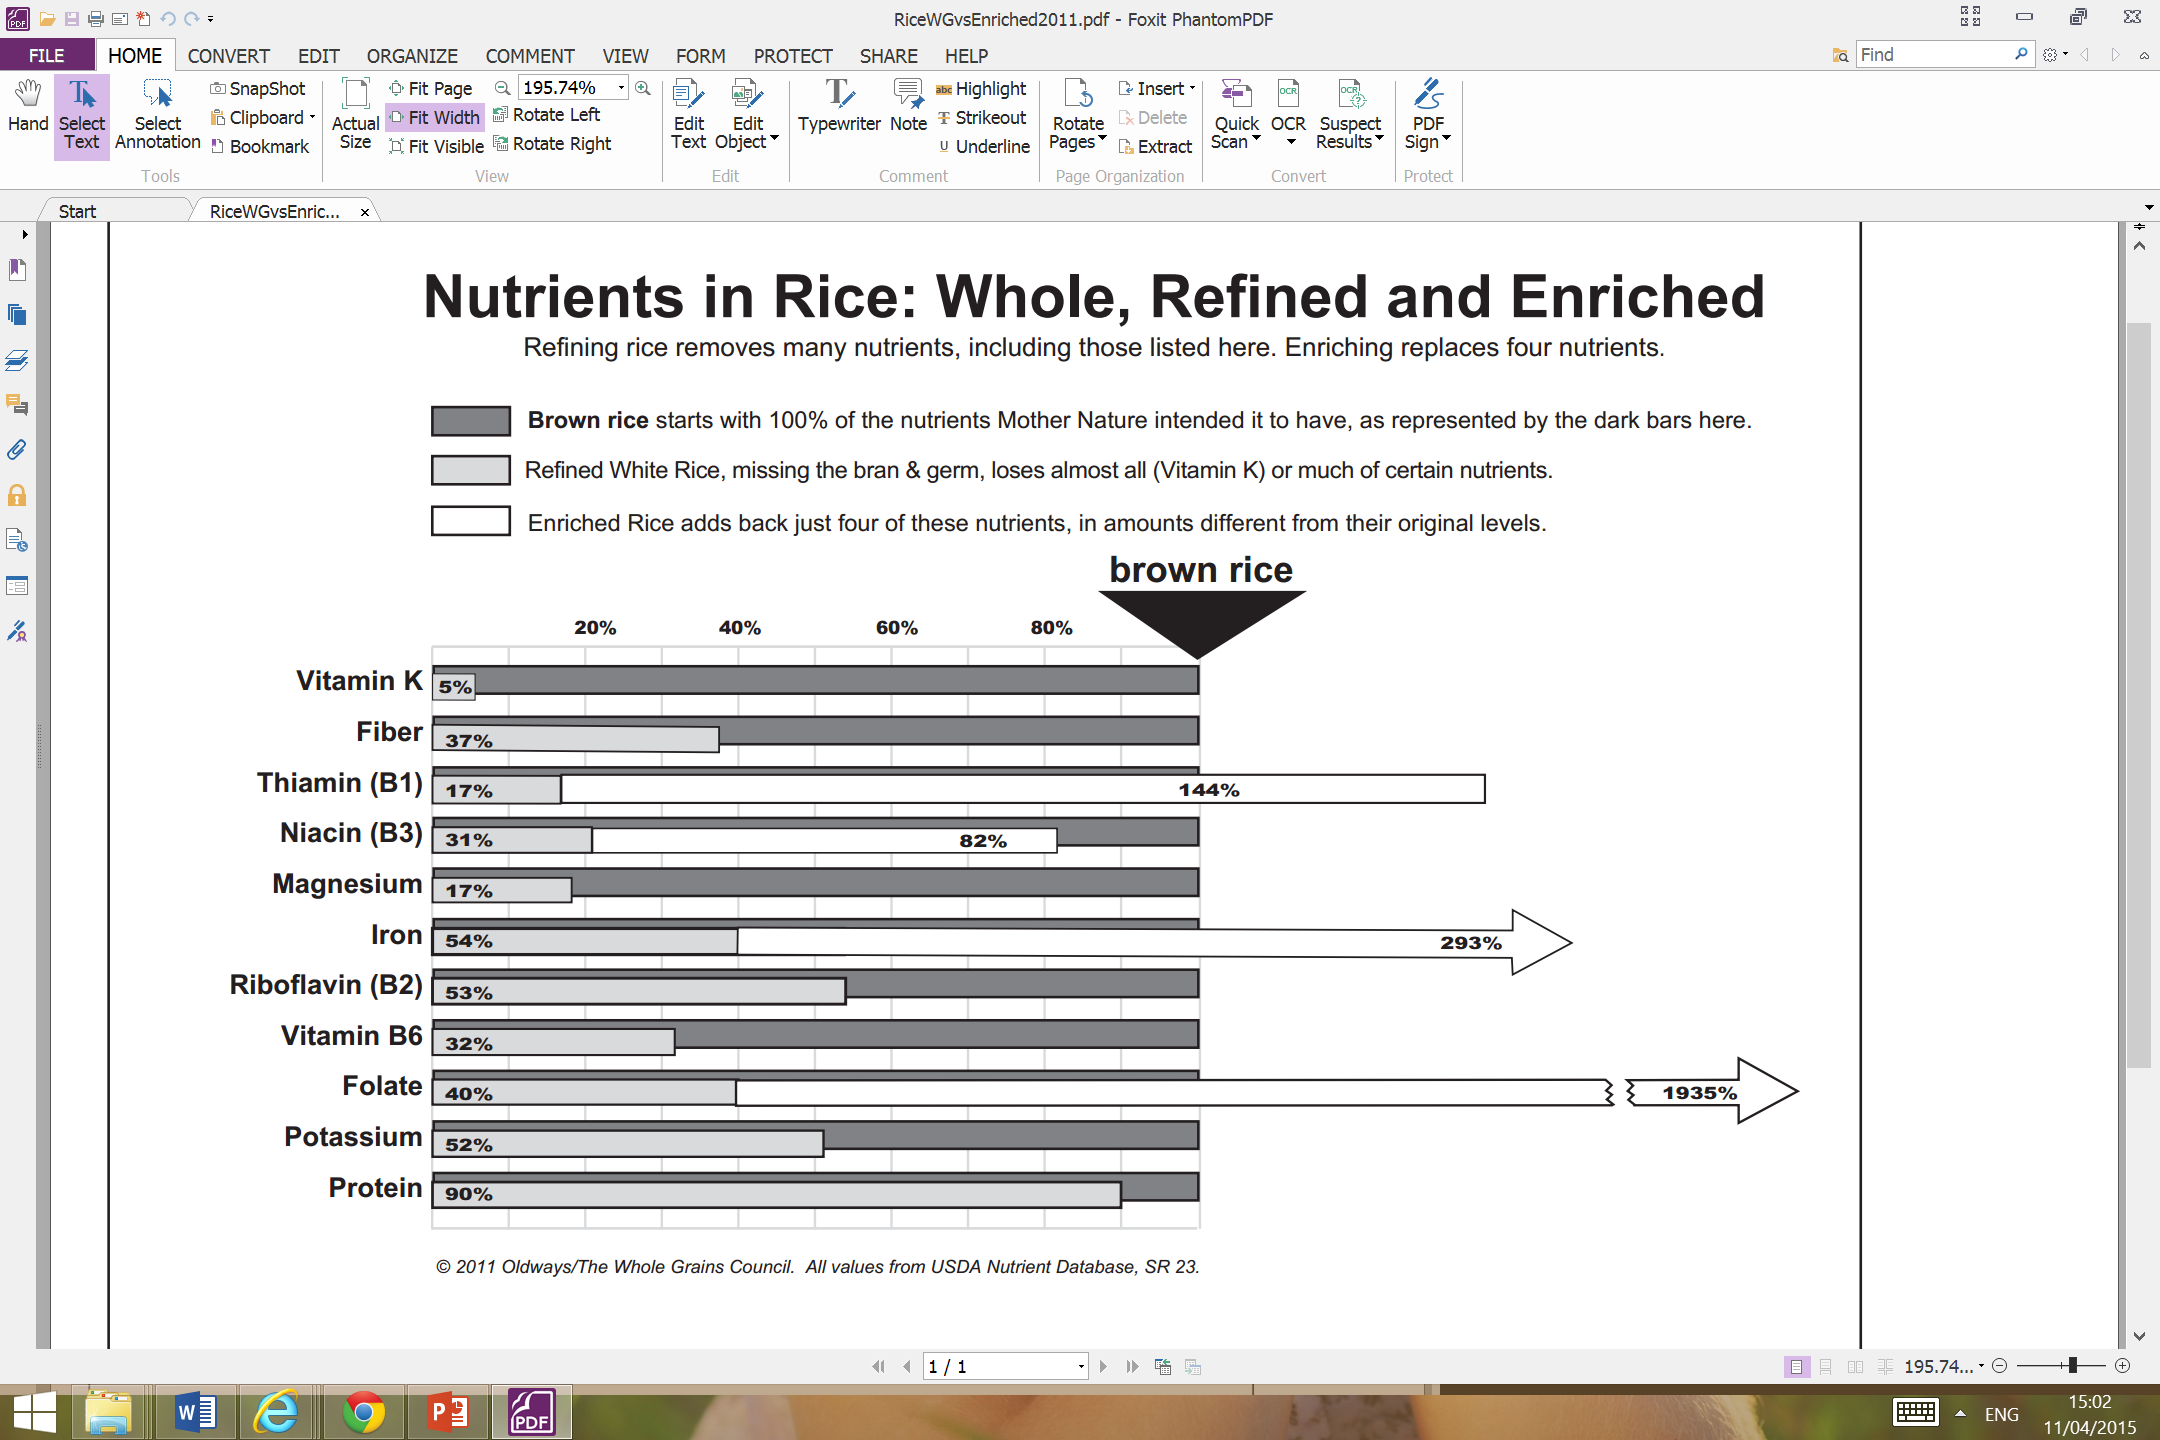 RiceWGvsEnriched2011.pdf - Foxit PhantomPDF
FILE HOME CONVERT EDIT ORGANIZE COMMENT VIEW FORM PROTECT SHARE HELP Find
Hand Select Text Select Annotation SnapShot Clipboard Bookmark
Actual Size Fit Page Fit Width Fit Visible 195.74% Rotate Left Rotate Right
Edit Text Edit Object Typewriter Note abc Highlight Strikeout Underline
Rotate Pages Insert Delete Extract Quick Scan OCR OCR OCR Suspect Results PDF Sign
Tools View Edit Comment Page Organization Convert Protect
Start RiceWGvsEnric...
Nutrients in Rice: Whole, Refined and Enriched
Refining rice removes many nutrients, including those listed here. Enriching replaces four nutrients.
Brown rice starts with 100% of the nutrients Mother Nature intended it to have, as represented by the dark bars here.
Refined White Rice, missing the bran & germ, loses almost all (Vitamin K) or much of certain nutrients.
Enriched Rice adds back just four of these nutrients, in amounts different from their original levels.
brown rice
20% 40% 60% 80%
Vitamin K 5%
Fiber 37%
Thiamin (B1) 17% 144%
Niacin (B3) 31% 82%
Magnesium 17%
Iron 54% 293%
Riboflavin (B2) 53%
Vitamin B6 32%
Folate 40% 1935%
Potassium 52%
Protein 90%
© 2011 Oldways/The Whole Grains Council. All values from USDA Nutrient Database, SR 23.
1 / 1 195.74...
ENG 15:02
11/04/2015